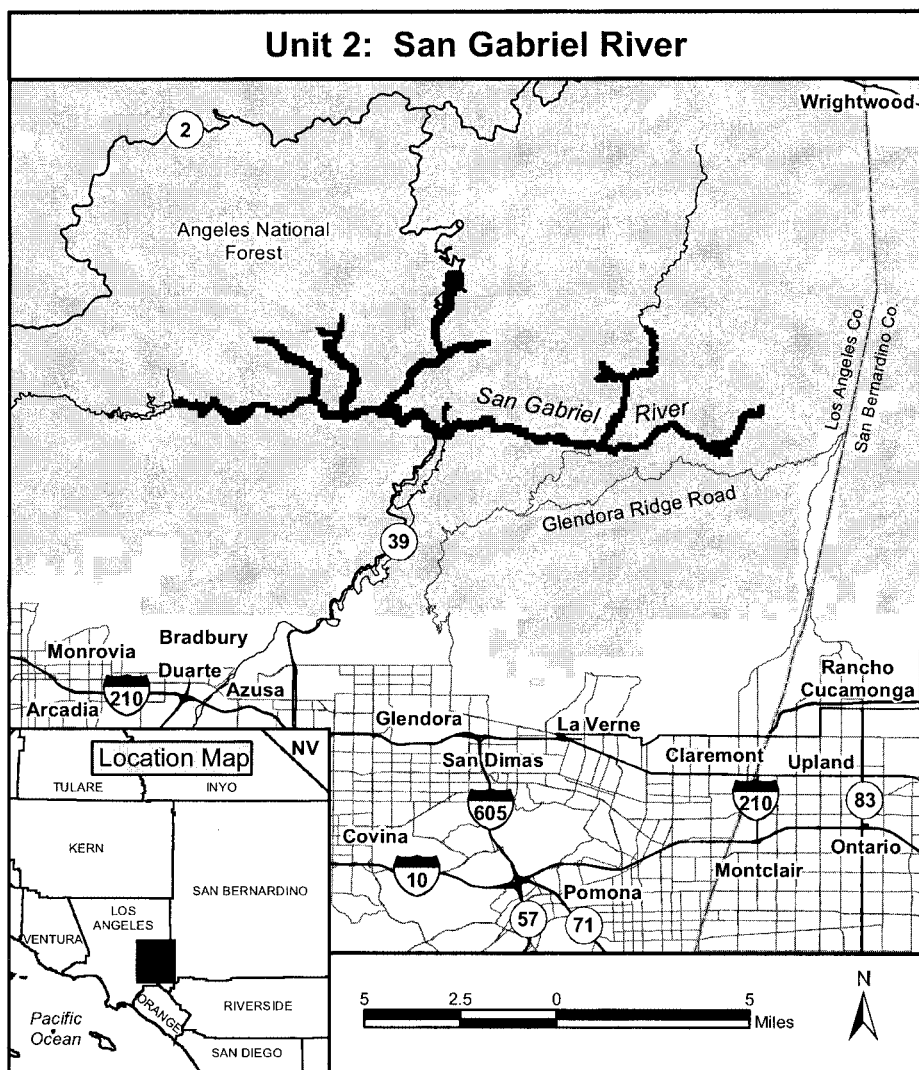 Unit 2: San Gabriel River
Wrightwood
2
Angeles National
Forest
Los Angeles Co.
San Bernardino Co.
San Gabriel River
Glendora Ridge Road
39
Bradbury
Monrovia
Duarte
210
Azusa
Arcadia
Rancho
Cucamonga
Glendora
La Verne
San Dimas
Claremont
Upland
605
210
83
Covina
Ontario
10
Montclair
Pomona
57
71
Location Map
NV
TULARE
INYO
KERN
SAN BERNARDINO
LOS
ANGELES
VENTURA
ORANGE
RIVERSIDE
Pacific
Ocean
SAN DIEGO
5
2.5
0
5
Miles
N